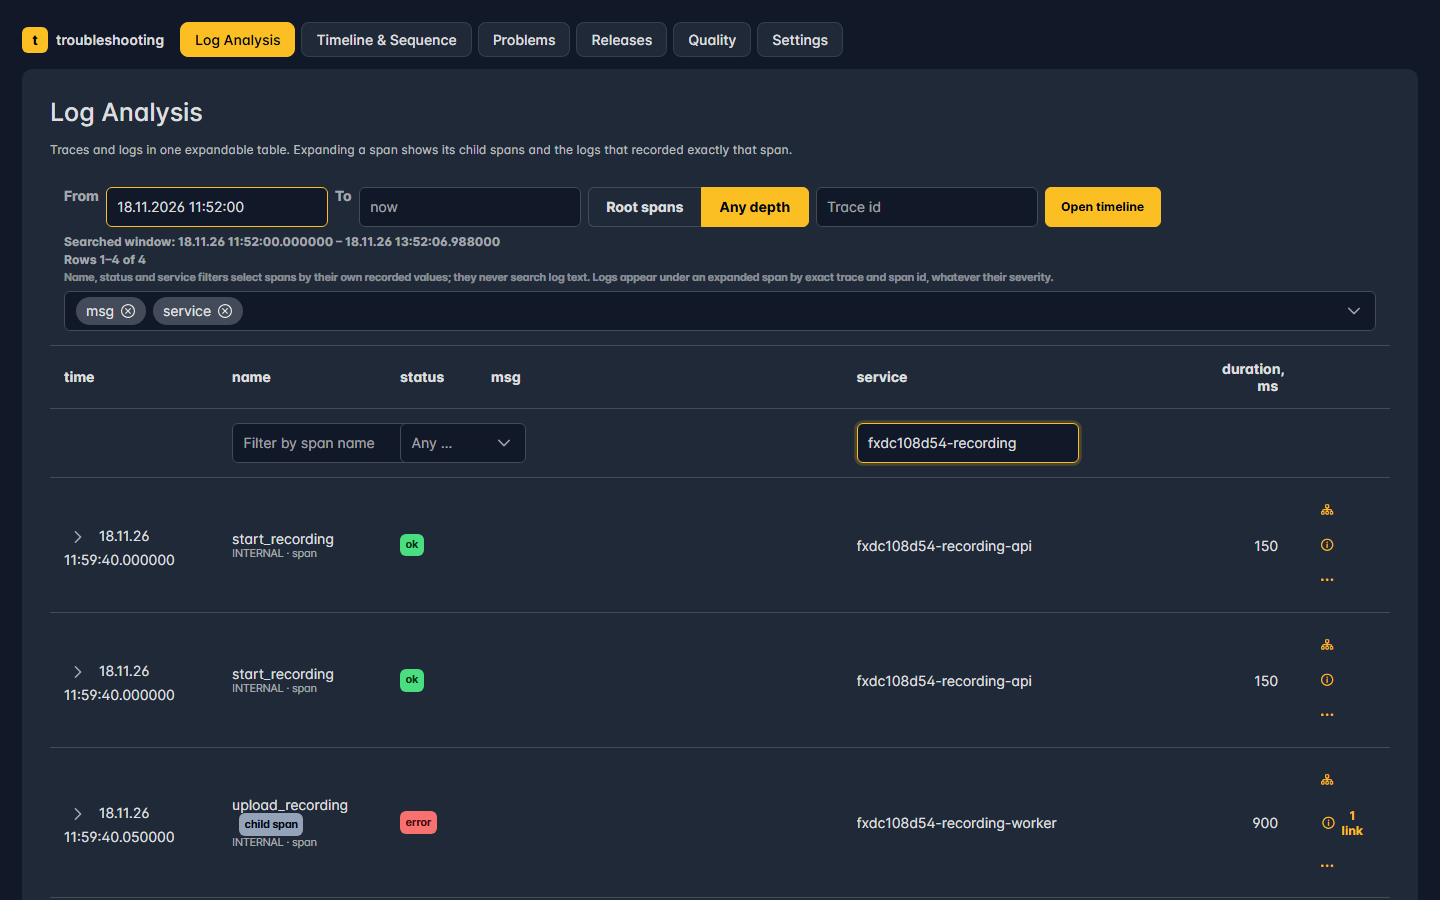 t troubleshooting Log Analysis Timeline & Sequence Problems Releases Quality Settings
Log Analysis
Traces and logs in one expandable table. Expanding a span shows its child spans and the logs that recorded exactly that span.
From 18.11.2026 11:52:00 To now Root spans Any depth Trace id Open timeline
Searched window: 18.11.26 11:52:00.000000 – 18.11.26 13:52:06.988000
Rows 1–4 of 4
Name, status and service filters select spans by their own recorded values; they never search log text. Logs appear under an expanded span by exact trace and span id, whatever their severity.
msg service
time name status msg service duration, ms
Filter by span name Any ... fxdc108d54-recording
18.11.26
11:59:40.000000
start_recording
INTERNAL · span
ok
fxdc108d54-recording-api
150
18.11.26
11:59:40.000000
start_recording
INTERNAL · span
ok
fxdc108d54-recording-api
150
18.11.26
11:59:40.050000
upload_recording
child span
INTERNAL · span
error
fxdc108d54-recording-worker
900
1
link